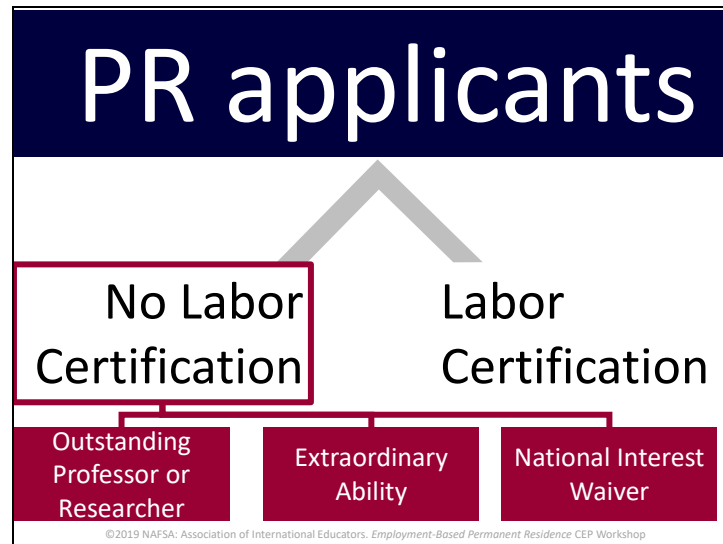 PR applicants
No Labor
Certification
Labor
Certification
Outstanding
Professor or
Researcher
Extraordinary
Ability
National Interest
Waiver
©2019 NAFSA: Association of International Educators. Employment-Based Permanent Residence CEP Workshop